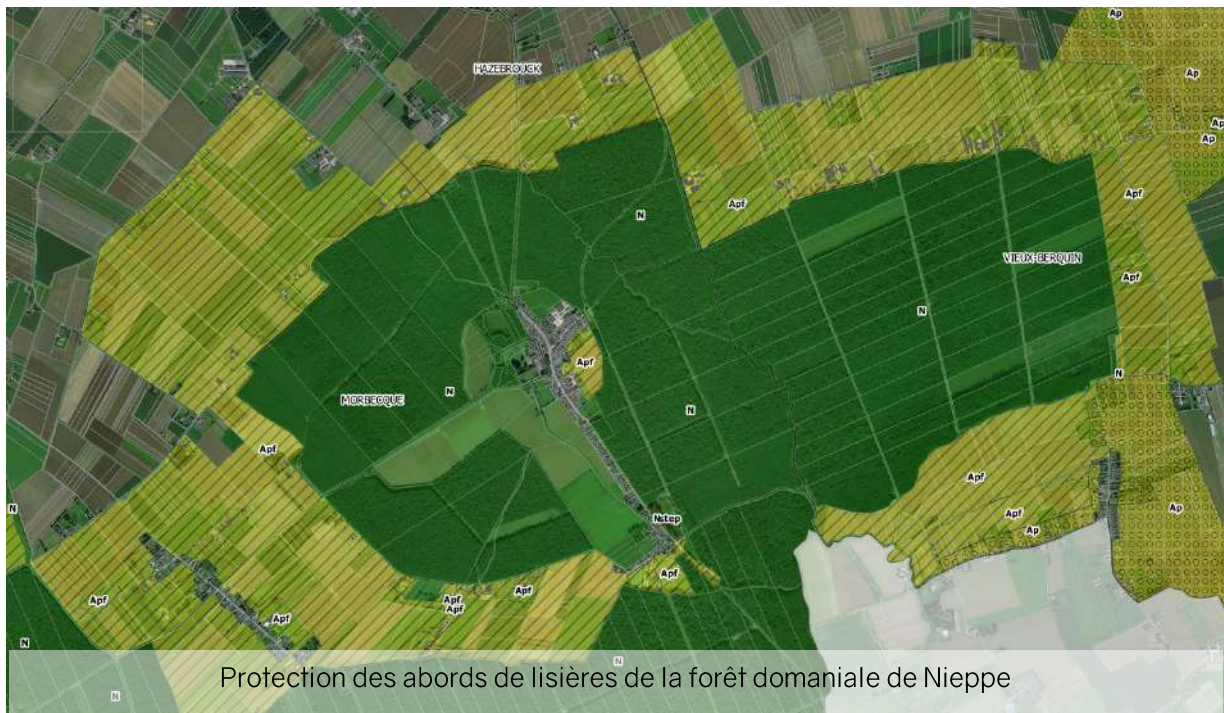 Ap
HAZEBROUCK
Ap
Ap
Ap
Apf
Apf
N
VIEUX-BERQUIN
Apf
N
Apf
N
N
MORBECQUE
N
Apf
Apf
N
Ap
Nstep
Apf
Ap
Apf
Apf
Apf
Apf
Apf
Apf
N
N
N
Protection des abords de lisières de la forêt domaniale de Nieppe